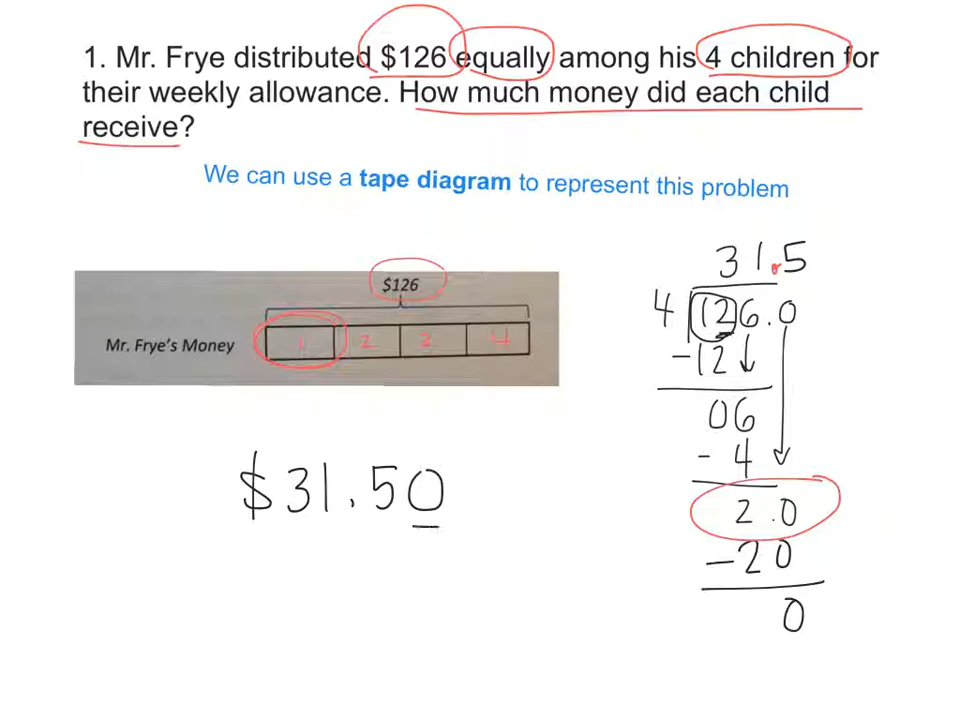 1. Mr. Frye distributed $126 equally among his 4 children for
their weekly allowance. How much money did each child
receive?
We can use a tape diagram to represent this problem
$126
Mr. Frye's Money 1 2 3 4
$31.50
31.5
4 126.0
-12
06
- 4
2.0
-20
0